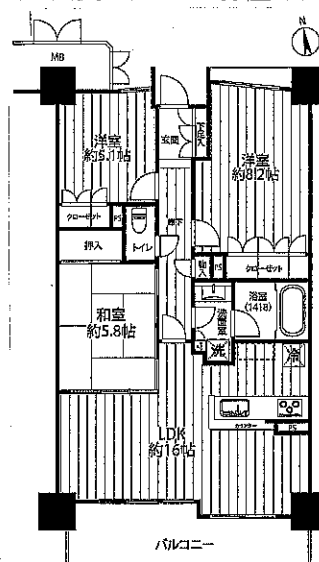 N
MB
洋室
約5.1帖
玄関
下足入
洋室
約8.2帖
クローゼット
PS
トイレ
廊下
押入
物入
PS
クローゼット
和室
約5.8帖
洗面室
浴室
(1418)
洗
冷
LDK
約16帖
カウンター
PS
バルコニー